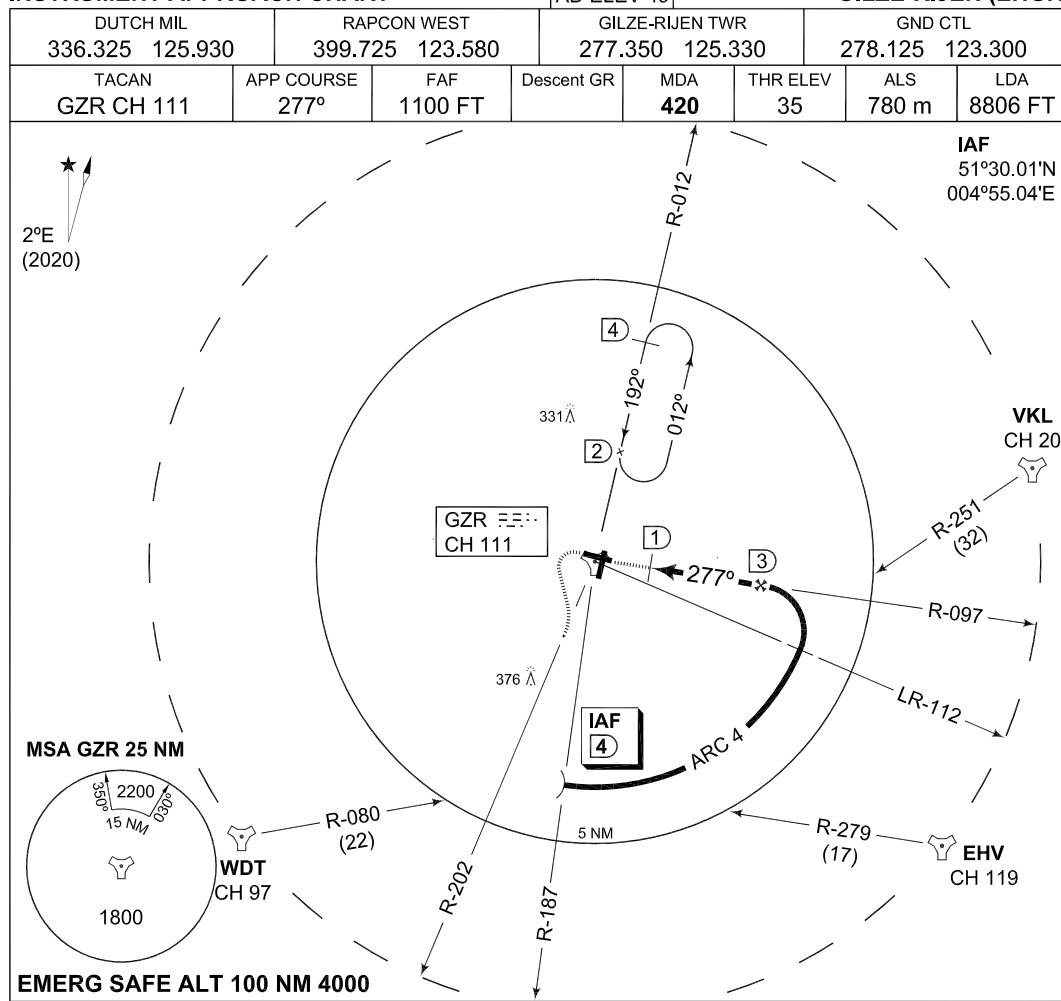 DUTCH MIL RAPCON WEST GILZE-RIJEN TWR GND CTL
336.325 125.930 399.725 123.580 277.350 125.330 278.125 123.300
TACAN APP COURSE FAF Descent GR MDA THR ELEV ALS LDA
GZR CH 111 277º 1100 FT 420 35 780 m 8806 FT
IAF
51º30.01'N
004º55.04'E
2ºE
(2020)
R-012
4
192º
012º
331
2
VKL
CH 20
R-251
(32)
GZR
CH 111
1
277º
3
R-097
LR-112
376
IAF
4
ARC 4
MSA GZR 25 NM
350º
2200
030º
15 NM
1800
R-080
(22)
WDT
CH 97
5 NM
R-279
(17)
EHV
CH 119
R-202
R-187
EMERG SAFE ALT 100 NM 4000